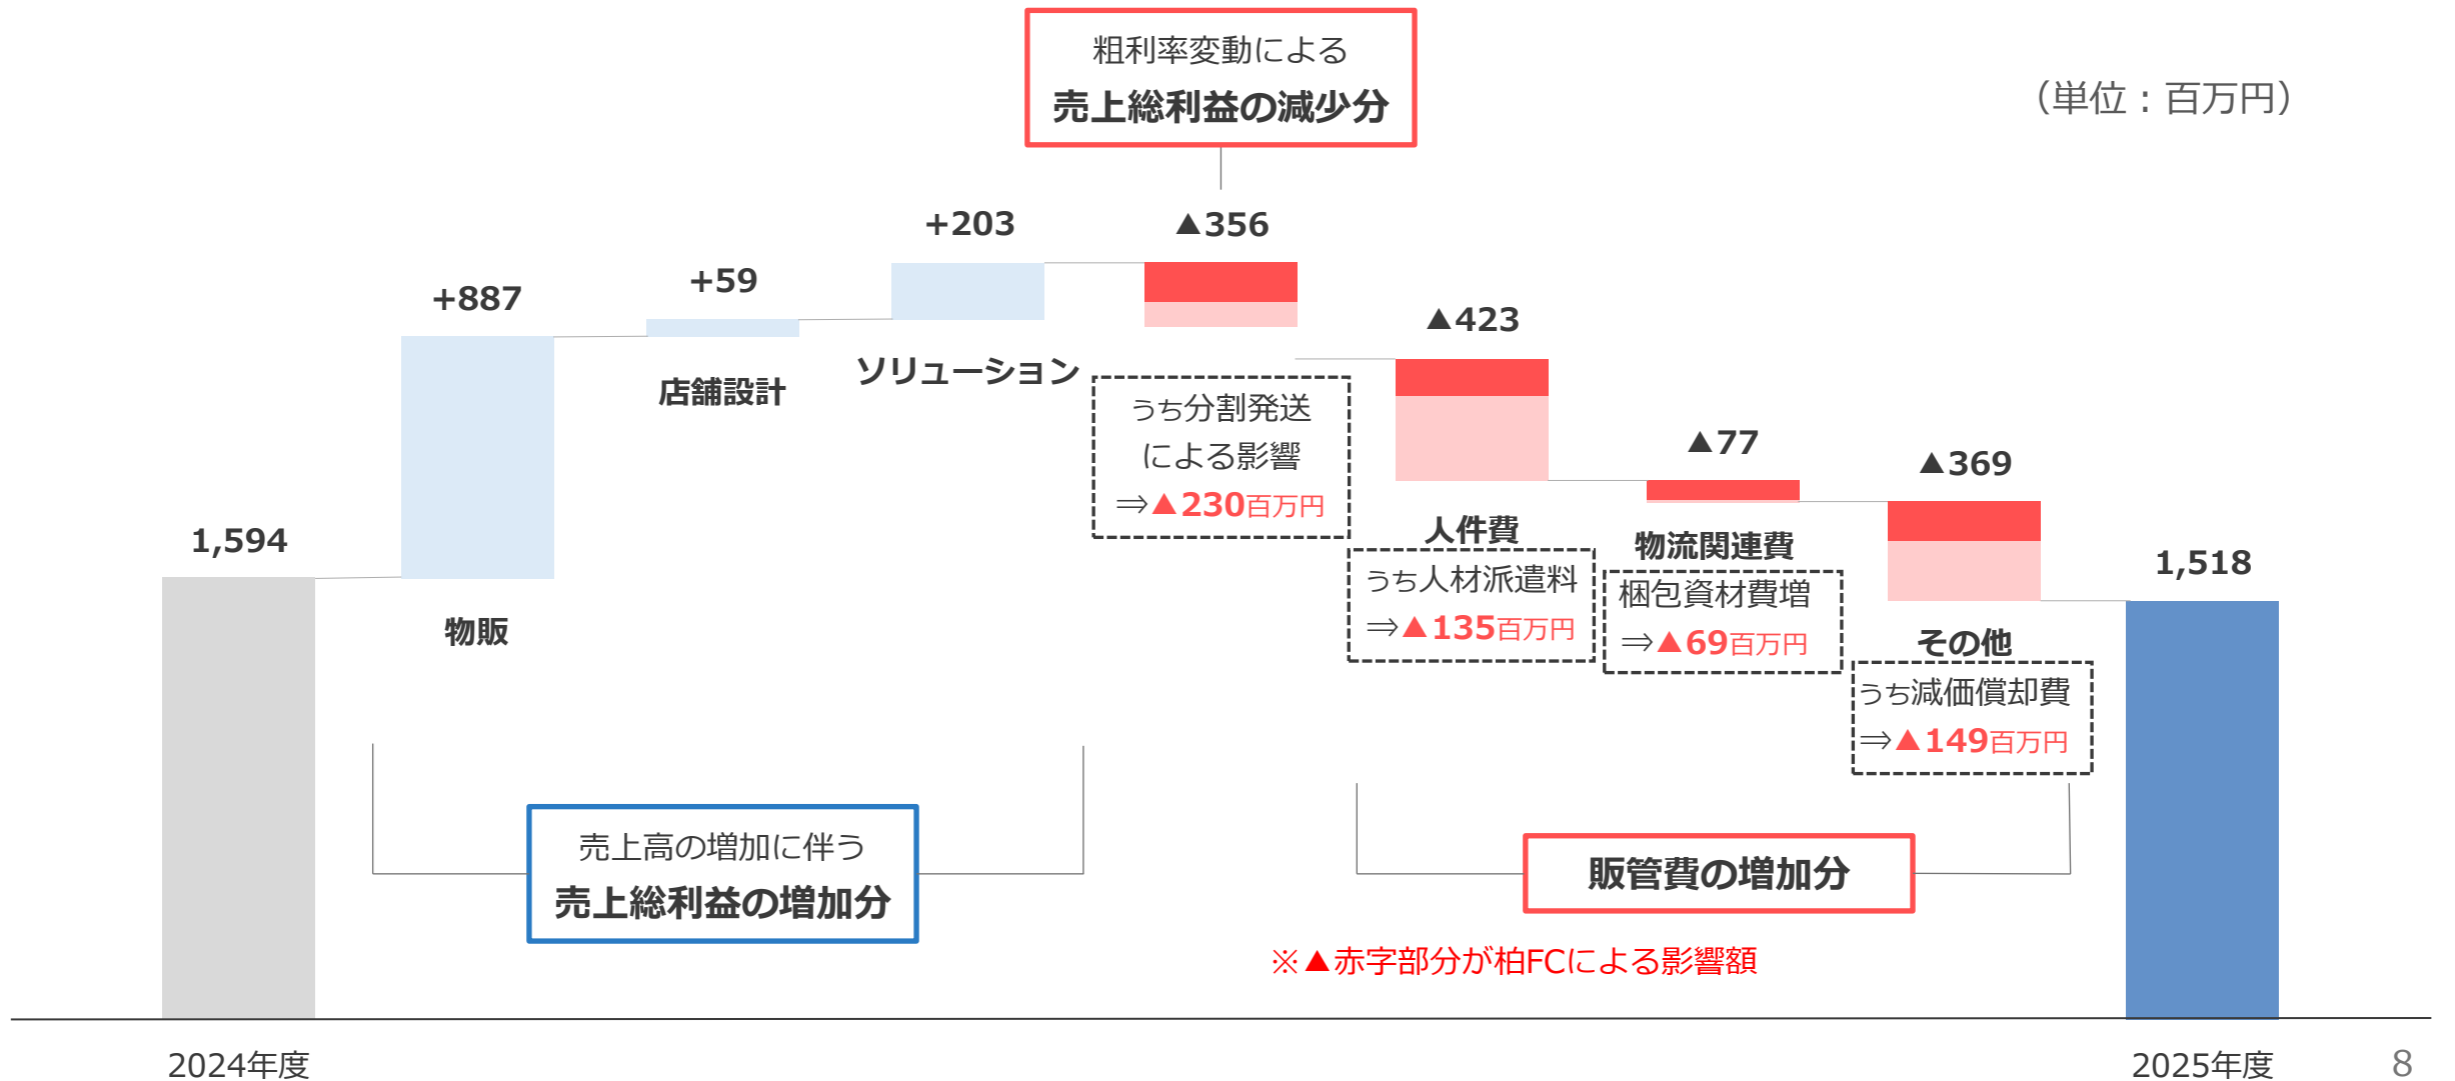 粗利率変動による
売上総利益の減少分
（単位：百万円）
1,594
+887
物販
+59
店舗設計
+203
ソリューション
▲356
うち分割発送
による影響
⇒▲230百万円
▲423
人件費
うち人材派遣料
⇒▲135百万円
▲77
物流関連費
梱包資材費増
⇒▲69百万円
▲369
その他
うち減価償却費
⇒▲149百万円
1,518
売上高の増加に伴う
売上総利益の増加分
販管費の増加分
※▲赤字部分が柏FCによる影響額
2024年度
2025年度
8